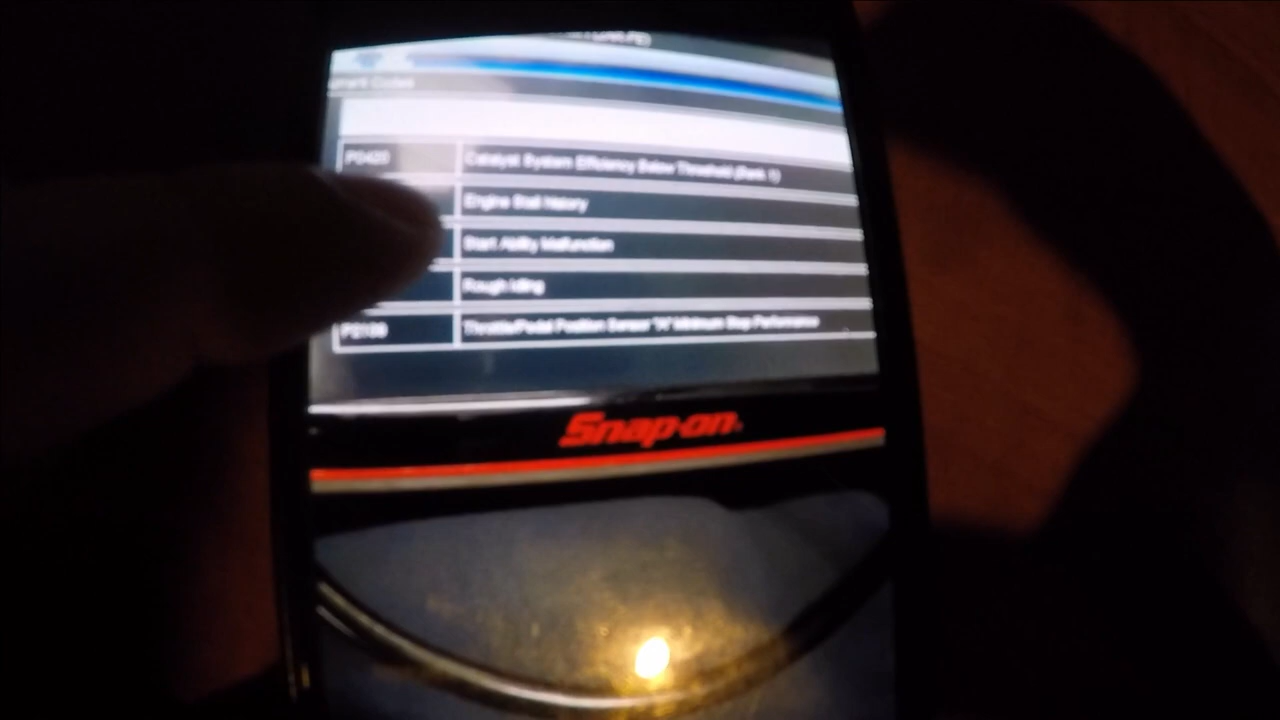 P0420 Catalyst System Efficiency Below Threshold (Bank 1)
Engine Stall history
Start Ability Malfunction
Rough Idling
Throttle/Pedal Position Sensor "A" Minimum Stop Performance
Snap-on